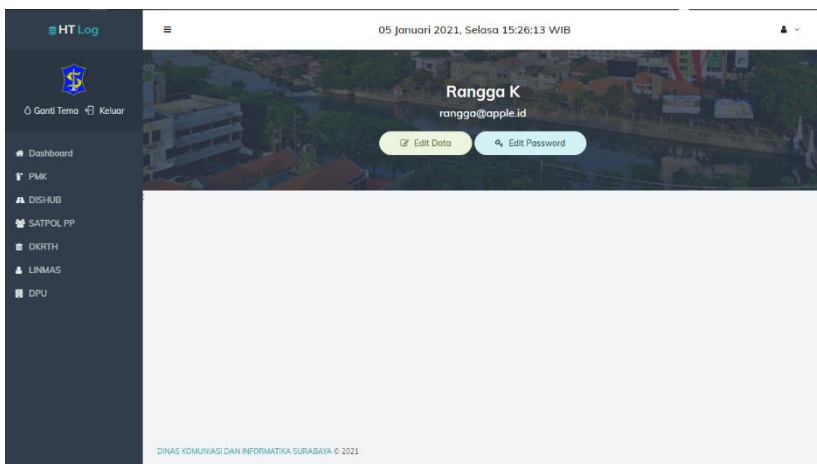 HT Log
05 Januari 2021, Selasa 15:26:13 WIB
Ganti Tema Keluar
Rangga K
rangga@apple.id
Edit Data Edit Password
Dashboard
PMK
DISHUB
SATPOL PP
DKRTH
LINMAS
DPU
DINAS KOMUNIASI DAN INFORMATIKA SURABAYA © 2021